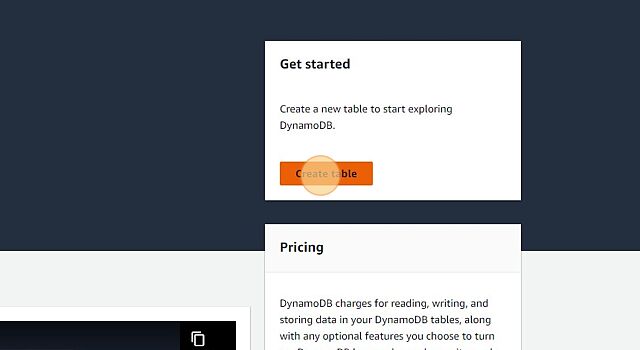 Get started
Create a new table to start exploring
DynamoDB.
Create table
Pricing
DynamoDB charges for reading, writing, and
storing data in your DynamoDB tables, along
with any optional features you choose to turn